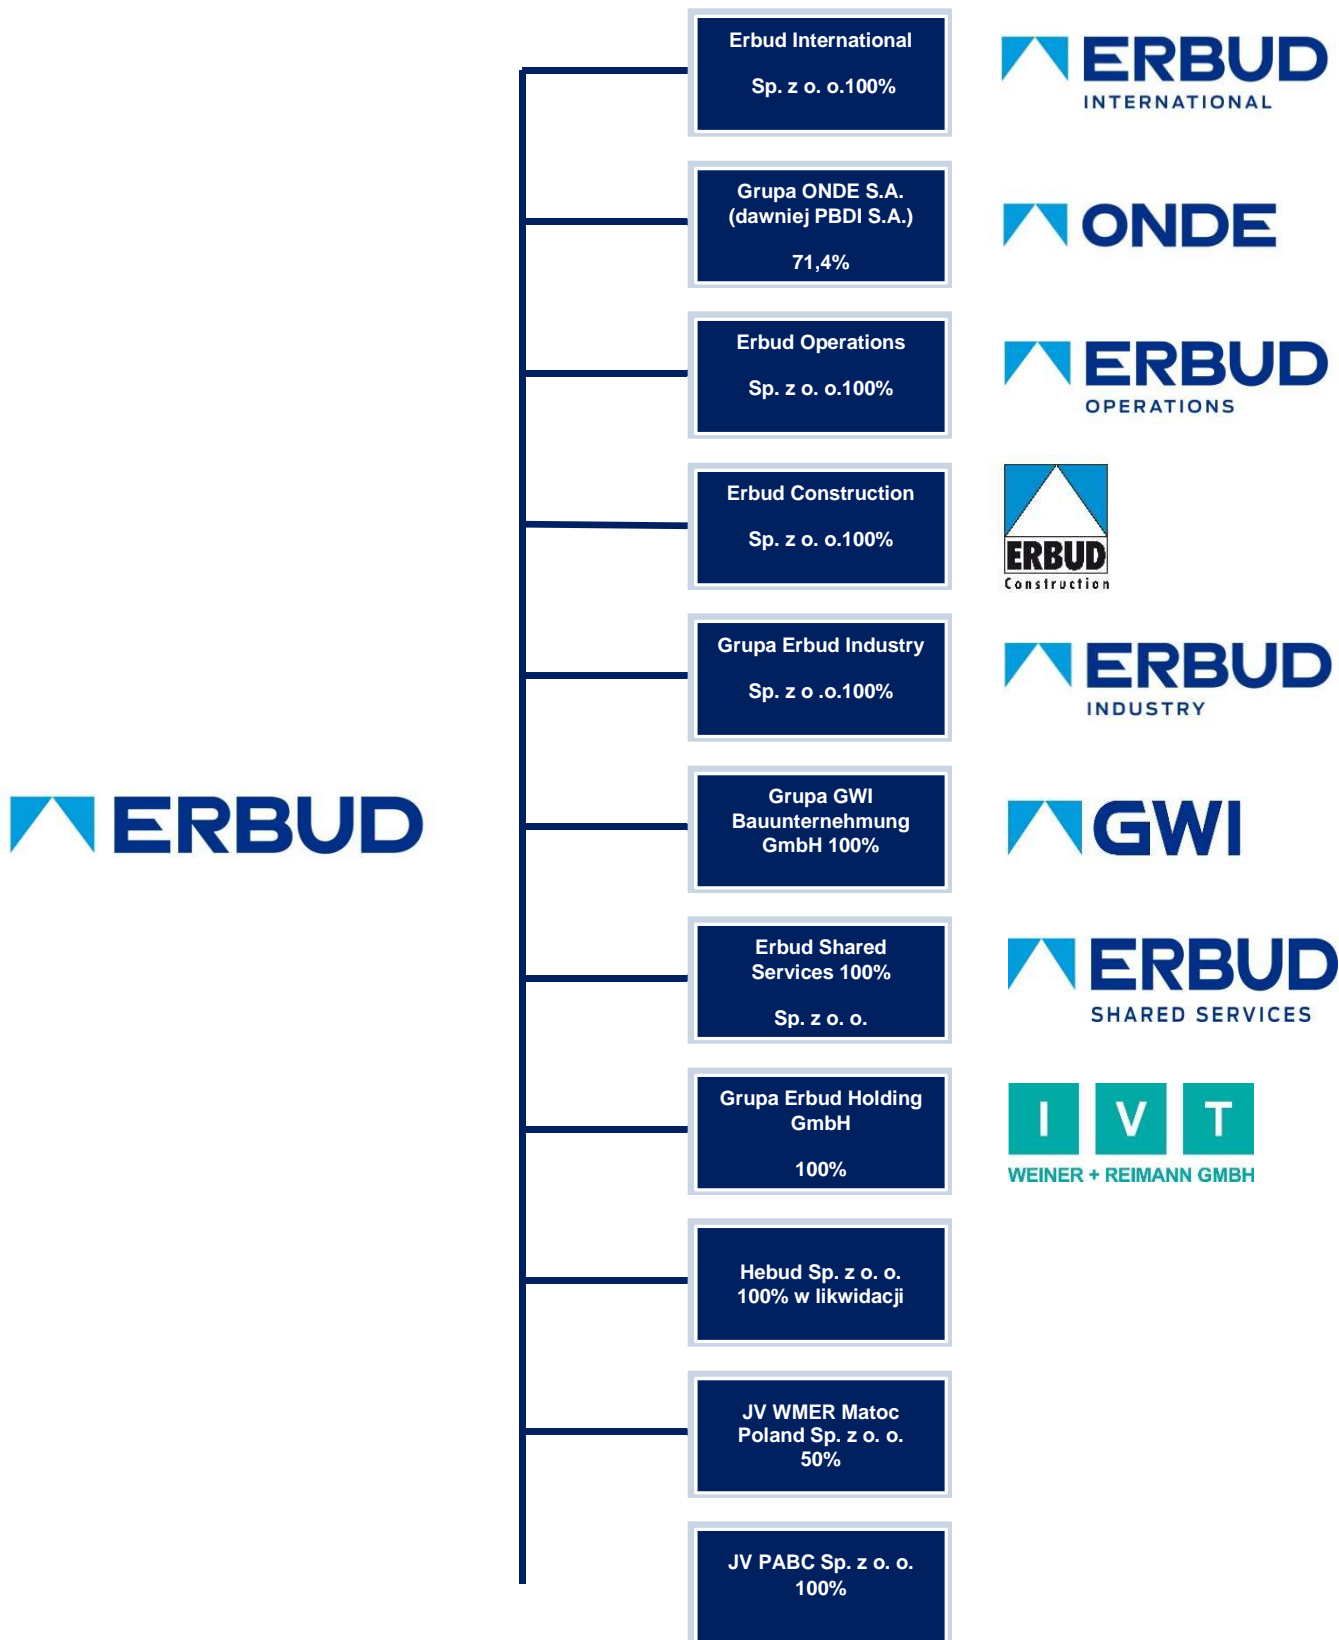 Erbud International
Sp. z o. o.100%
ERBUD
INTERNATIONAL
Grupa ONDE S.A.
(dawniej PBDI S.A.)
71,4%
ONDE
Erbud Operations
Sp. z o. o.100%
ERBUD
OPERATIONS
Erbud Construction
Sp. z o. o.100%
ERBUD
Construction
Grupa Erbud Industry
Sp. z o .o.100%
ERBUD
INDUSTRY
ERBUD
Grupa GWI
Bauunternehmung
GmbH 100%
GWI
Erbud Shared
Services 100%
Sp. z o. o.
ERBUD
SHARED SERVICES
Grupa Erbud Holding
GmbH
100%
I V T
WEINER + REIMANN GMBH
Hebud Sp. z o. o.
100% w likwidacji
JV WMER Matoc
Poland Sp. z o. o.
50%
JV PABC Sp. z o. o.
100%